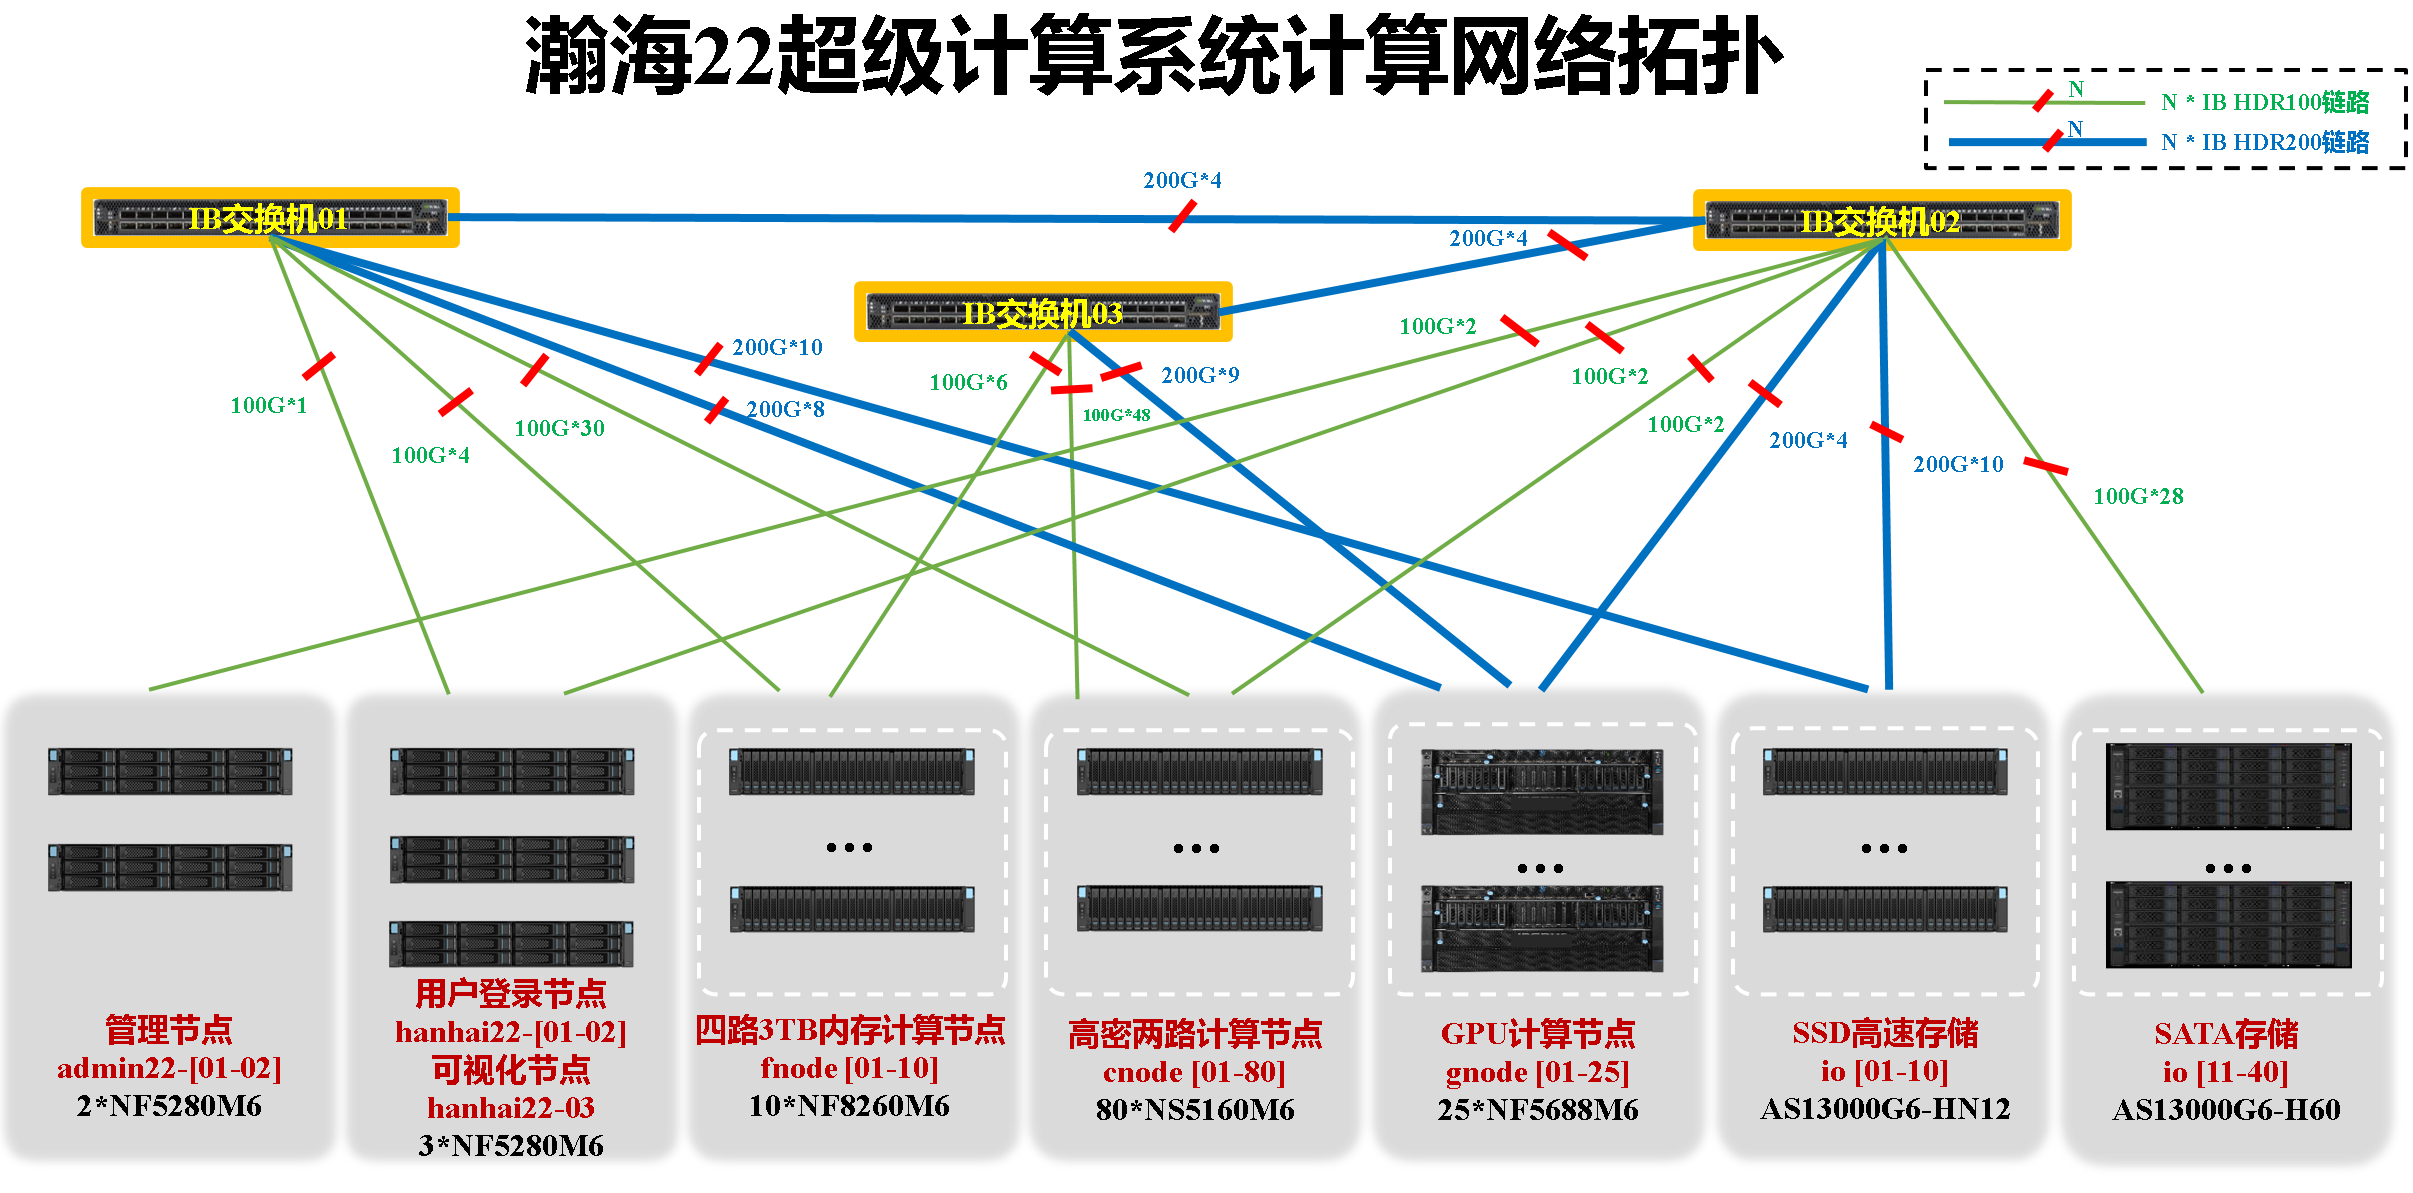 瀚海22超级计算系统计算网络拓扑
N
N * IB HDR100链路
N
N * IB HDR200链路
200G*4
IB交换机01
IB交换机02
200G*4
IB交换机03
100G*2
200G*10
100G*6
200G*9
100G*2
100G*1
200G*8
100G*48
100G*30
100G*2
200G*4
100G*4
200G*10
100G*28
管理节点
admin22-[01-02]
2*NF5280M6
用户登录节点
hanhai22-[01-02]
可视化节点
hanhai22-03
3*NF5280M6
四路3TB内存计算节点
fnode [01-10]
10*NF8260M6
高密两路计算节点
cnode [01-80]
80*NS5160M6
GPU计算节点
gnode [01-25]
25*NF5688M6
SSD高速存储
io [01-10]
AS13000G6-HN12
SATA存储
io [11-40]
AS13000G6-H60